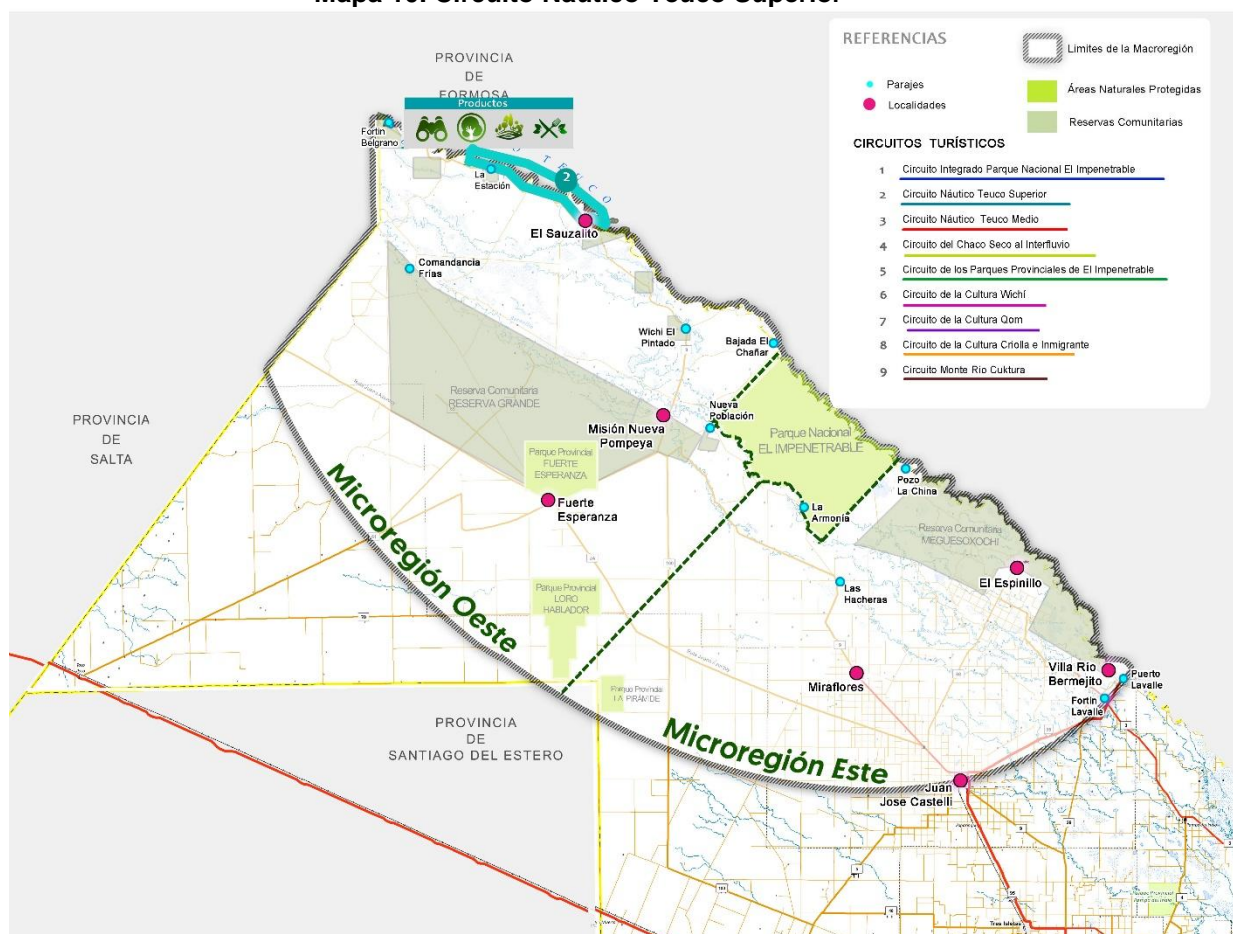 Mapa 10: Circuito Náutico Teuco Superior
REFERENCIAS
Parajes
Localidades
Limites de la Macroregión
Áreas Naturales Protegidas
Reservas Comunitarias
CIRCUITOS TURÍSTICOS
1 Circuito Integrado Parque Nacional El Impenetrable
2 Circuito Náutico Teuco Superior
3 Circuito Náutico Teuco Medio
4 Circuito del Chaco Seco al Interfluvio
5 Circuito de los Parques Provinciales de El Impenetrable
6 Circuito de la Cultura Wichí
7 Circuito de la Cultura Qom
8 Circuito de la Cultura Criolla e Inmigrante
9 Circuito Monte Rio Cuktura
PROVINCIA
DE
FORMOSA
Productos
Fortin
Belgrano
La
Estación
TEUCO
2
El Sauzalito
Comandancia
Frías
Wichi El
Pintado
Bajada El
Chañar
Reserva Comunitaria
RESERVA GRANDE
Misión Nueva
Pompeya
Nueva
Población
Parque Nacional
EL IMPENETRABLE
PROVINCIA
DE
SALTA
Parque Provincial
FUERTE
ESPERANZA
Fuerte
Esperanza
La
Armonía
Pozo
La China
Reserva Comunitaria
MEGUESOXOCHI
El Espinillo
Microregión Oeste
Parque Provincial
LORO
HABLADOR
Las
Hacheras
Miraflores
Villa Rio
Bermejito
Puerto
Lavalle
Fortin
Lavalle
Parque Provincial
LA PIRÁMIDE
PROVINCIA
DE
SANTIAGO DEL ESTERO
Microregión Este
Juan
Jose Castelli
Tres Isletas